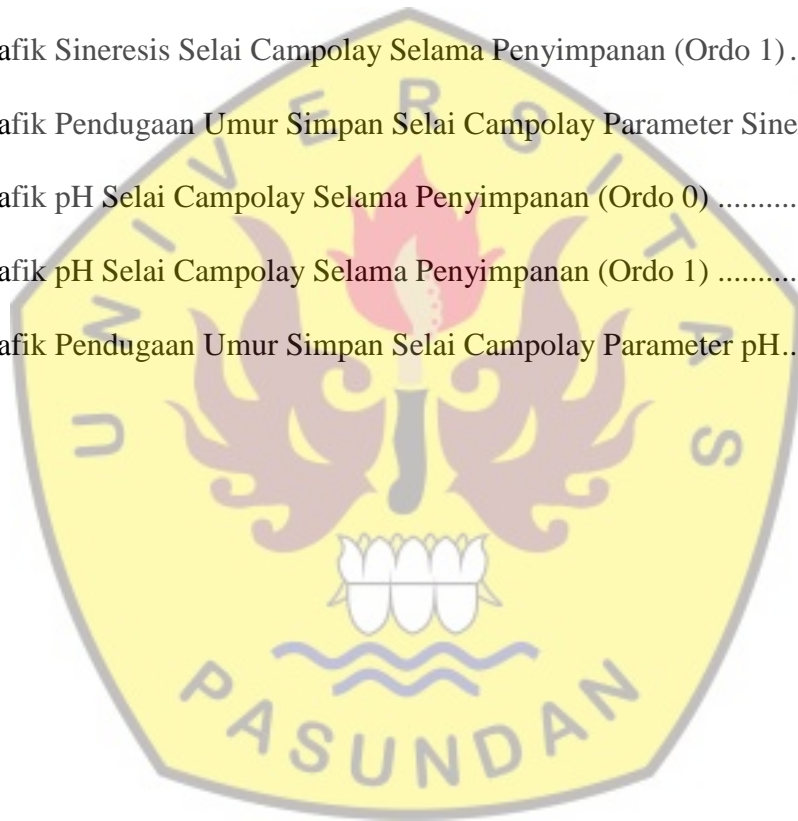 afik Sineresis Selai Campolay Selama Penyimpanan (Ordo 1) .
afik Pendugaan Umur Simpan Selai Campolay Parameter Sine
afik pH Selai Campolay Selama Penyimpanan (Ordo 0) ..........
afik pH Selai Campolay Selama Penyimpanan (Ordo 1) ..........
afik Pendugaan Umur Simpan Selai Campolay Parameter pH..
UNIVERSITAS
PASUNDAN